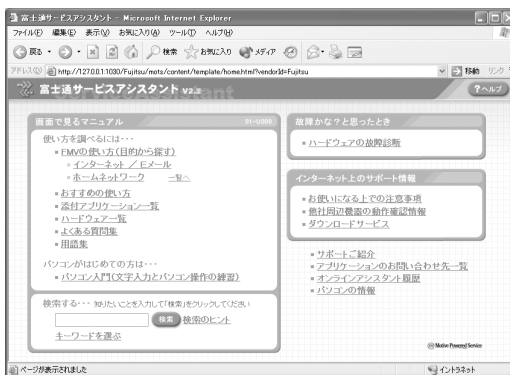 富士通サービスアシスタント - Microsoft Internet Explorer
ファイル(F) 編集(E) 表示(V) お気に入り(A) ツール(T) ヘルプ(H)
戻る 検索 お気に入り メディア
アドレス(D) http://127.0.0.1:1030/Fujitsu/mots/content/template/home.html?vendorId=Fujitsu 移動 リンク
富士通サービスアシスタント V2.2 ?ヘルプ
画面で見るマニュアル
使い方を調べるには・・・
FMVの使い方(目的から探す)
インターネット / Eメール
ホームネットワーク 一覧へ
おすすめの使い方
添付アプリケーション一覧
ハードウェア一覧
よくある質問集
用語集
パソコンがはじめての方は・・・
パソコン入門(文字入力とパソコン操作の練習)
検索する・・・ 知りたいことを入力して「検索」をクリックしてください
検索 検索のヒント
キーワードを選ぶ
故障かな?と思ったとき
ハードウェアの故障診断
インターネット上のサポート情報
お使いになる上での注意事項
他社周辺機器の動作確認情報
ダウンロードサービス
サポートご紹介
アプリケーションのお問い合わせ先一覧
オンラインアシスタント履歴
パソコンの情報
Motive Powered Service
ページが表示されました イントラネット